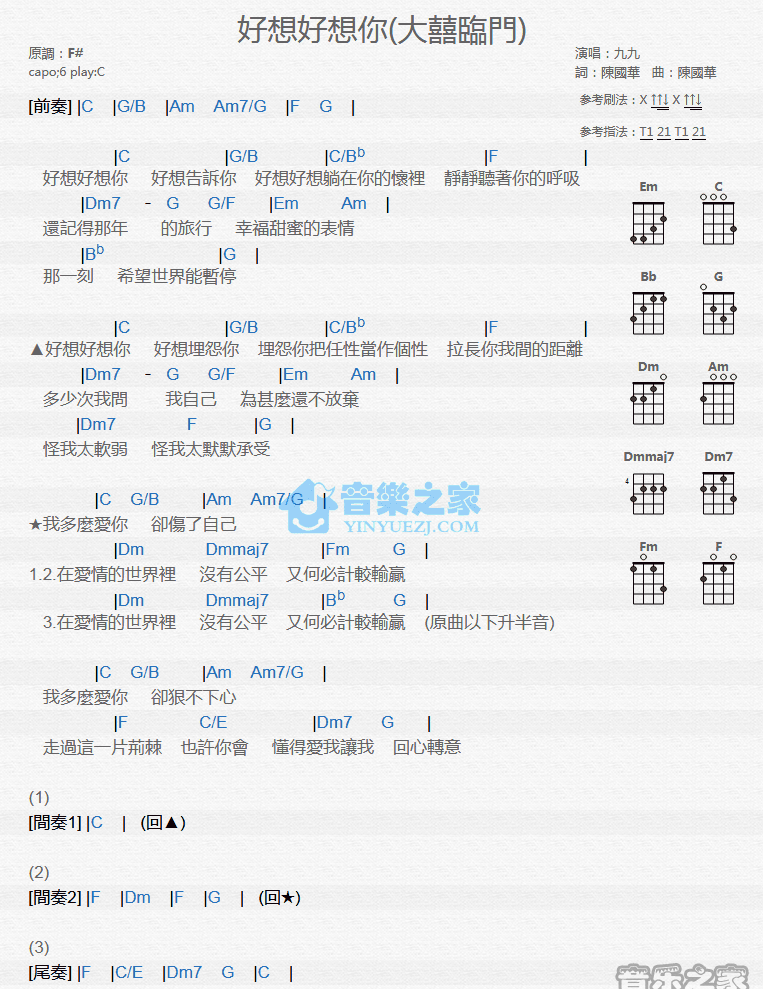 好想好想你(大囍臨門)
原調：F#
capo;6 play:C
演唱：九九
詞：陳國華　曲：陳國華
[前奏] |C |G/B |Am Am7/G |F G |
参考刷法：X ↑↑↓ X ↑↑↓
参考指法：T1 21 T1 21
|C |G/B |C/Bb |F |
好想好想你 好想告訴你 好想好想躺在你的懷裡 靜靜聽著你的呼吸
|Dm7 - G G/F |Em Am |
還記得那年 的旅行 幸福甜蜜的表情
|Bb |G |
那一刻 希望世界能暫停
|C |G/B |C/Bb |F |
▲好想好想你 好想埋怨你 埋怨你把任性當作個性 拉長你我間的距離
|Dm7 - G G/F |Em Am |
多少次我問 我自己 為甚麼還不放棄
|Dm7 F |G |
怪我太軟弱 怪我太默默承受
|C G/B |Am Am7/G |
★我多麼愛你 卻傷了自己
|Dm Dmmaj7 |Fm G |
1.2.在愛情的世界裡 沒有公平 又何必計較輸贏
|Dm Dmmaj7 |Bb G |
3.在愛情的世界裡 沒有公平 又何必計較輸贏 (原曲以下升半音)
|C G/B |Am Am7/G |
我多麼愛你 卻狠不下心
|F C/E |Dm7 G |
走過這一片荊棘 也許你會 懂得愛我讓我 回心轉意
(1)
[間奏1] |C | (回▲)
(2)
[間奏2] |F |Dm |F |G | (回★)
(3)
[尾奏] |F |C/E |Dm7 G |C |
Em C
Bb G
Dm Am
Dmmaj7 Dm7
4
Fm F
音樂之家
YINYUEZJ.COM
音乐之家